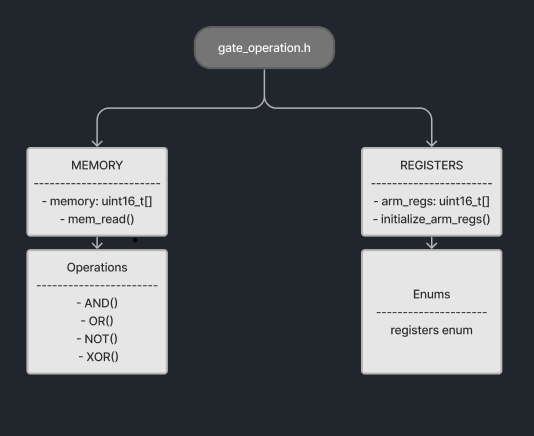 gate_operation.h
MEMORY
- memory: uint16_t[]
- mem_read()
Operations
- AND()
- OR()
- NOT()
- XOR()
REGISTERS
- arm_regs: uint16_t[]
- initialize_arm_regs()
Enums
registers enum